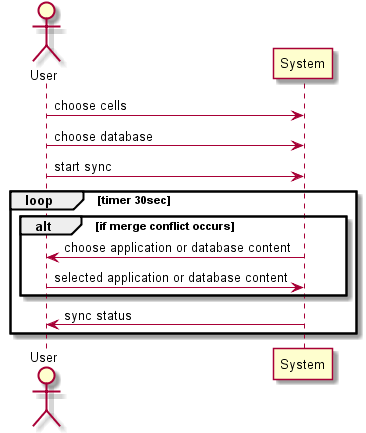 User
System
choose cells
choose database
start sync
loop [timer 30sec]
alt [if merge conflict occurs]
choose application or database content
selected application or database content
sync status
User
System